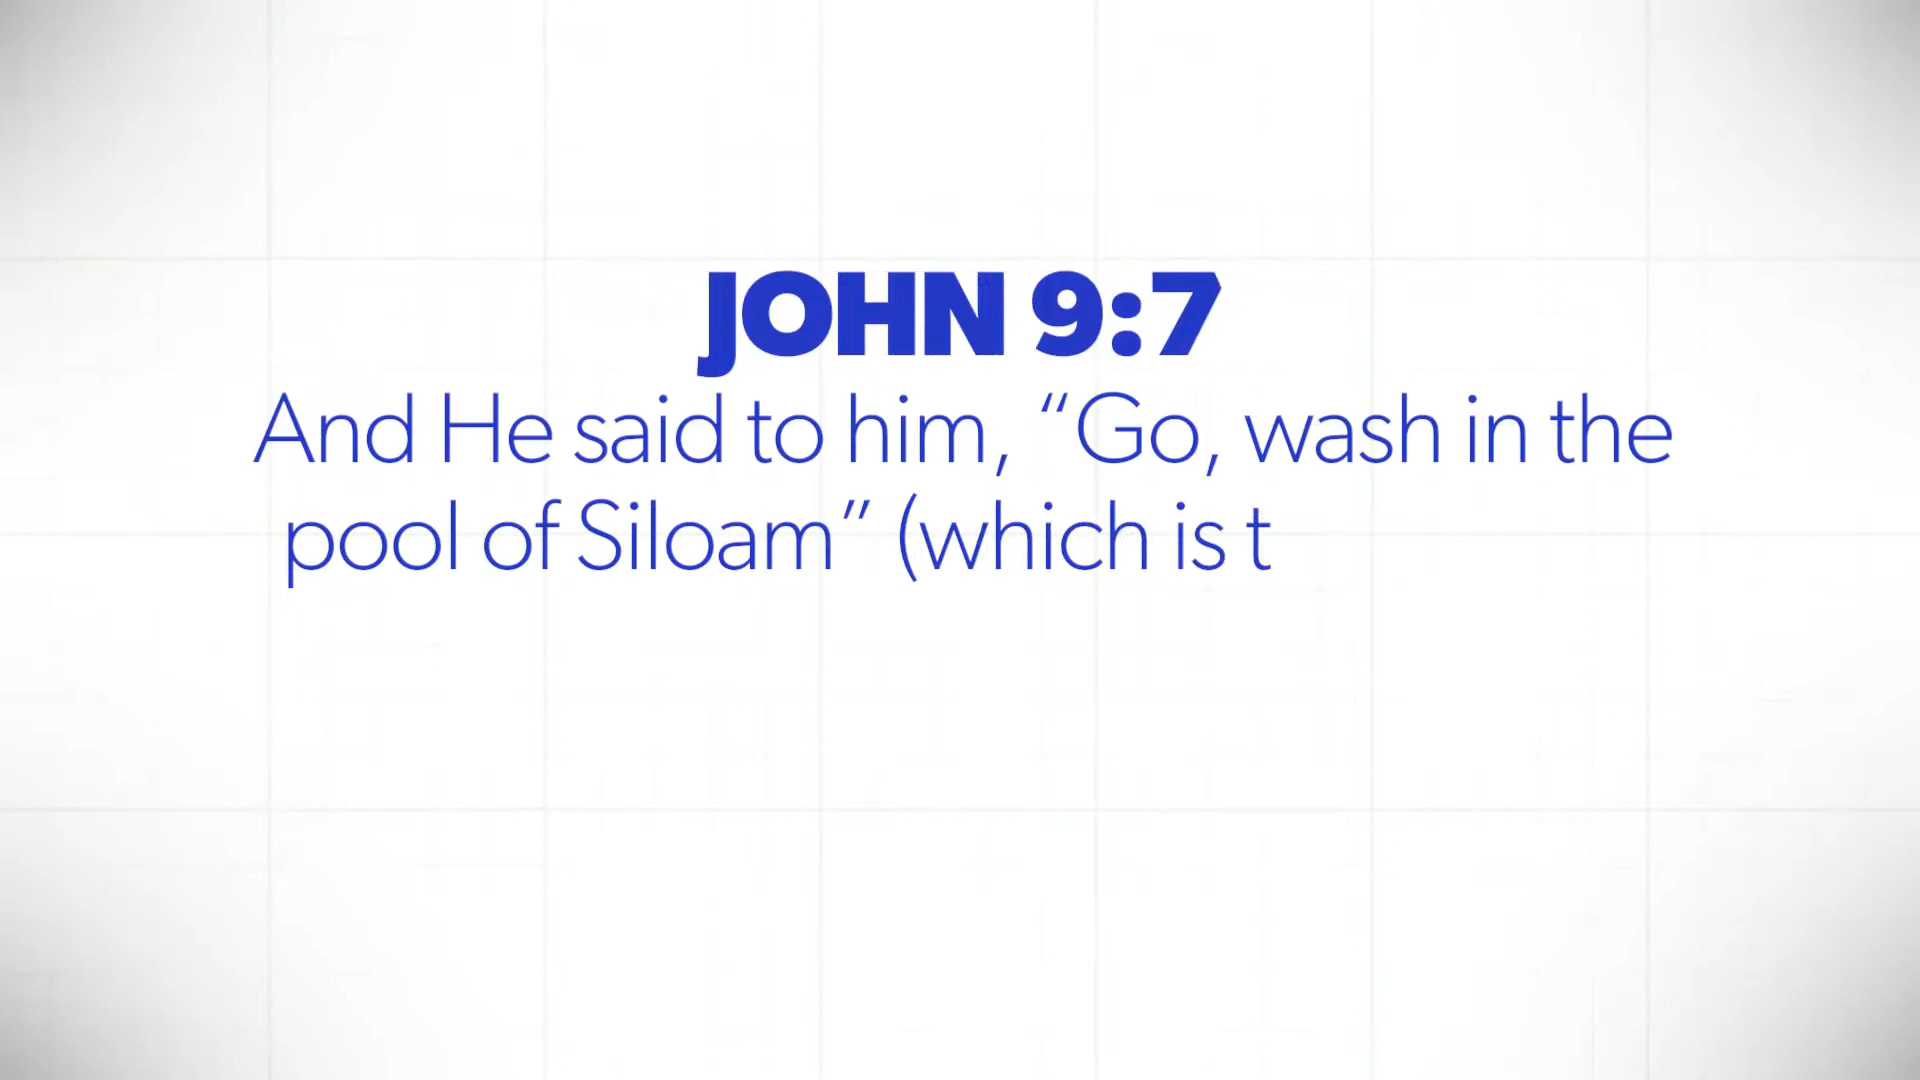 JOHN 9:7
And He said to him, “Go, wash in the
pool of Siloam” (which is t